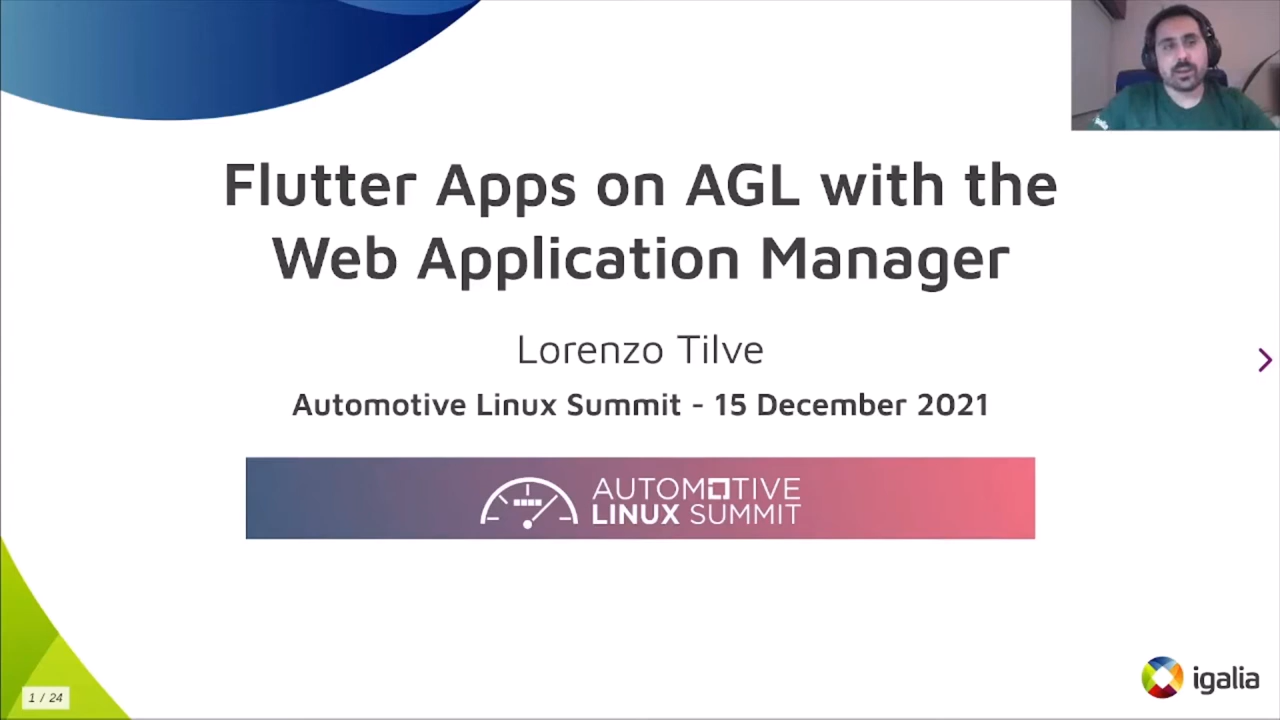 Flutter Apps on AGL with the
Web Application Manager
Lorenzo Tilve
Automotive Linux Summit - 15 December 2021
AUTOMOTIVE
LINUX SUMMIT
1 / 24
igalia